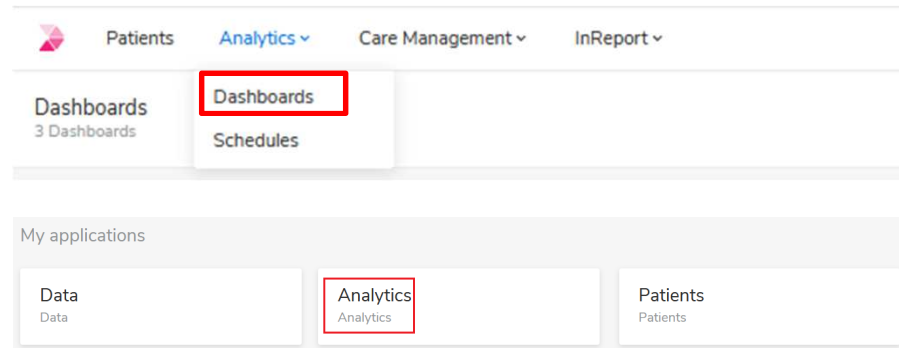 Patients Analytics Care Management InReport
Dashboards
Schedules
Dashboards
3 Dashboards
My applications
Data
Data
Analytics
Analytics
Patients
Patients